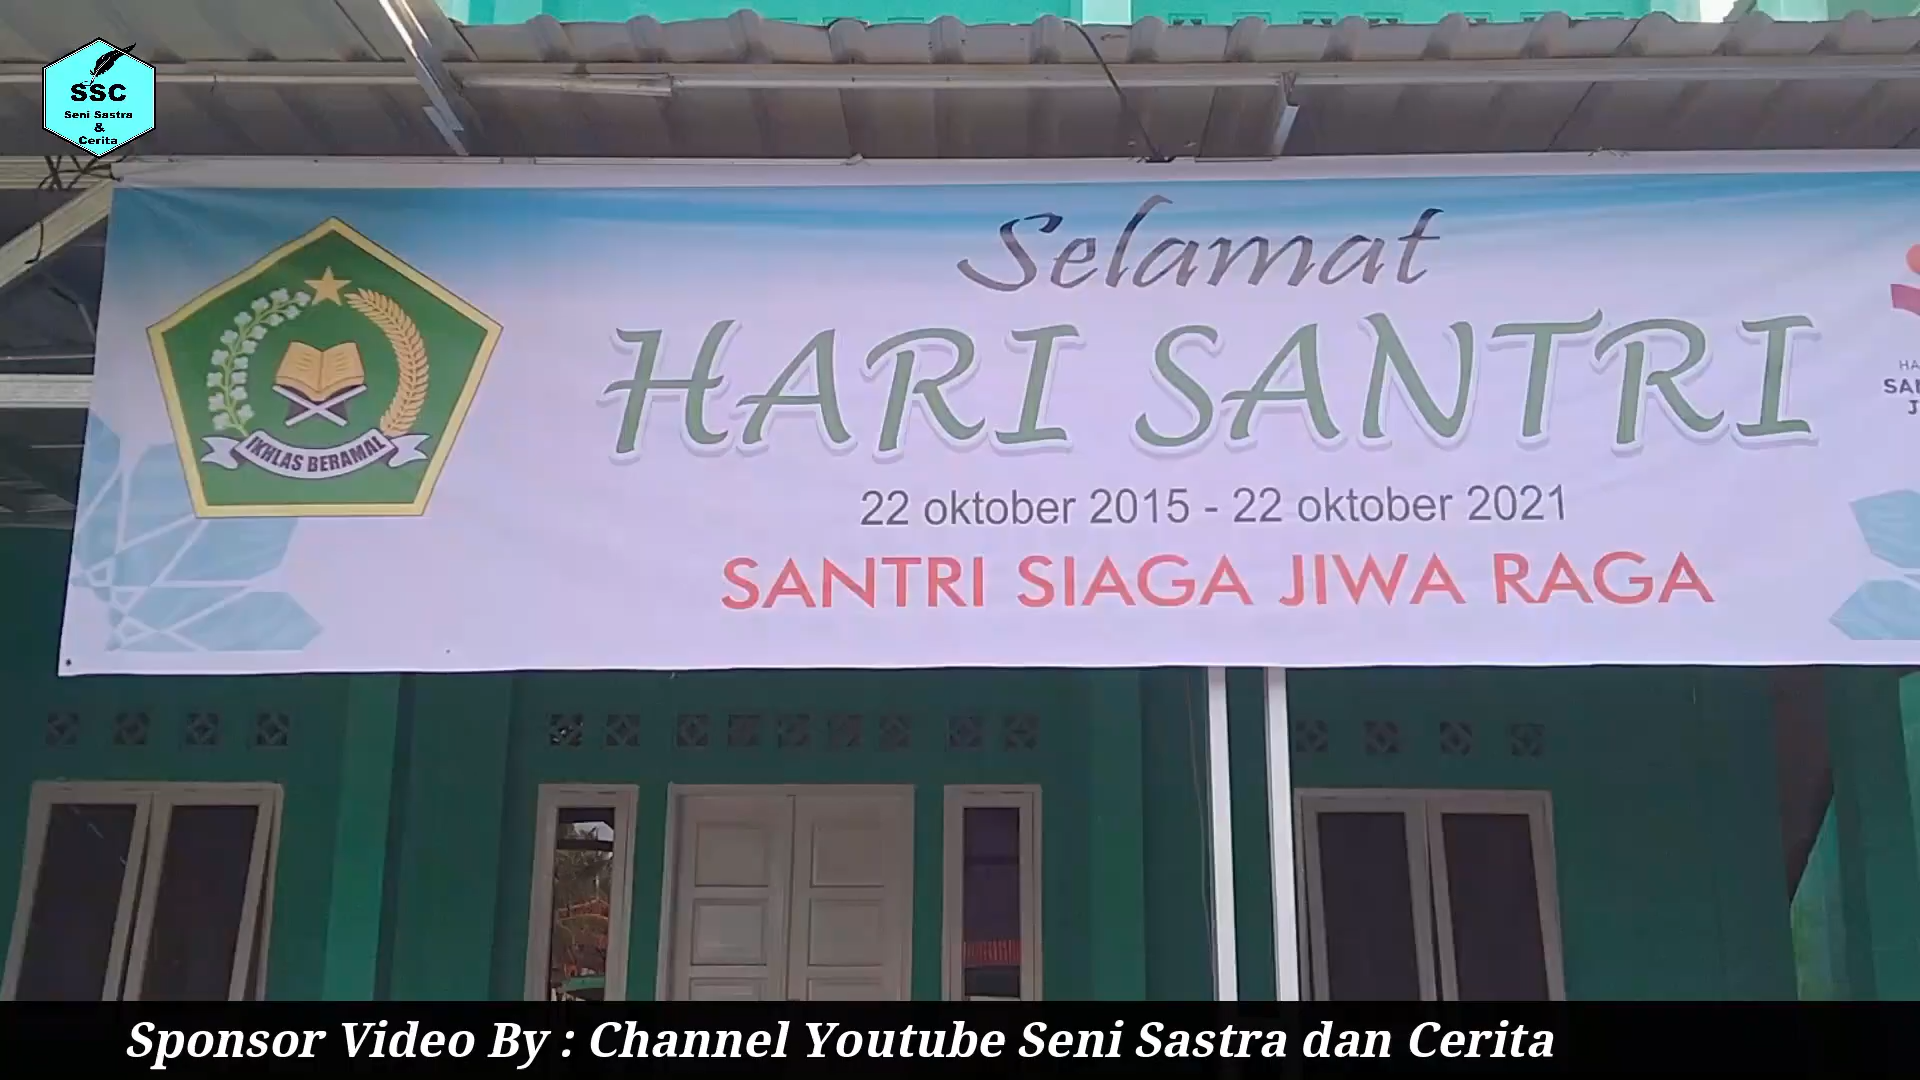 SSC
Seni Sastra
&
Cerita
IKHLAS BERAMAL
Selamat
HARI SANTRI
22 oktober 2015 - 22 oktober 2021
SANTRI SIAGA JIWA RAGA
Sponsor Video By : Channel Youtube Seni Sastra dan Cerita